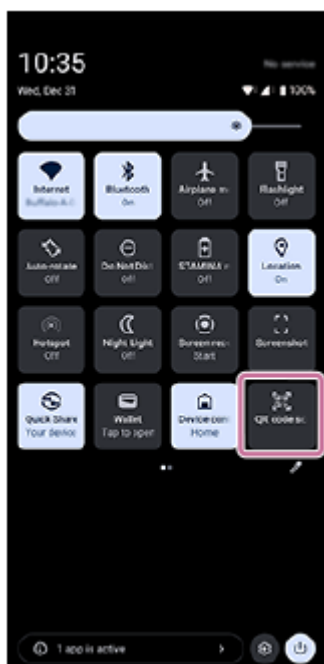 10:35
No service
Wed, Dec 31
100%
Internet
Buffalo-A-
Bluetooth
On
Airplane m
Off
Flashlight
Off
Auto-rotate
Off
Do Not Dist
Off
STAMINA
Off
Location
On
Hotspot
Off
Night Light
Off
Screen rec
Start
Screenshot
Quick Share
Your device
Wallet
Tap to open
Device con
Home
QR code sc
1 app is active